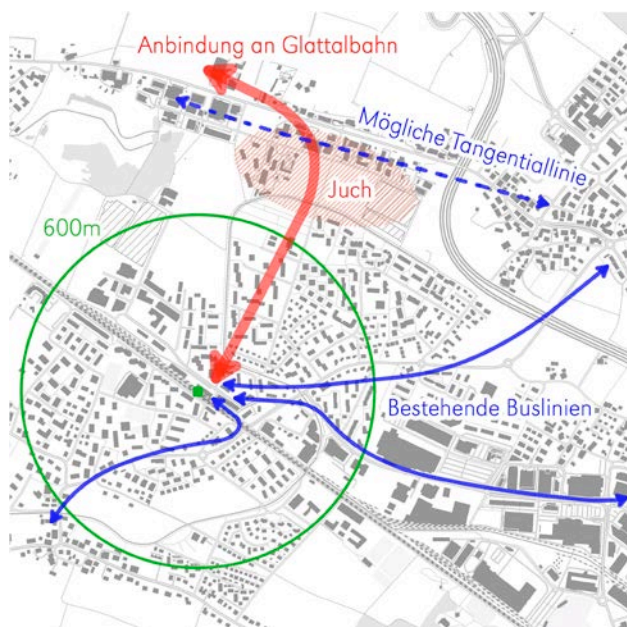 Anbindung an Glattalbahn
Mögliche Tangentiallinie
Juch
600m
Bestehende Buslinien